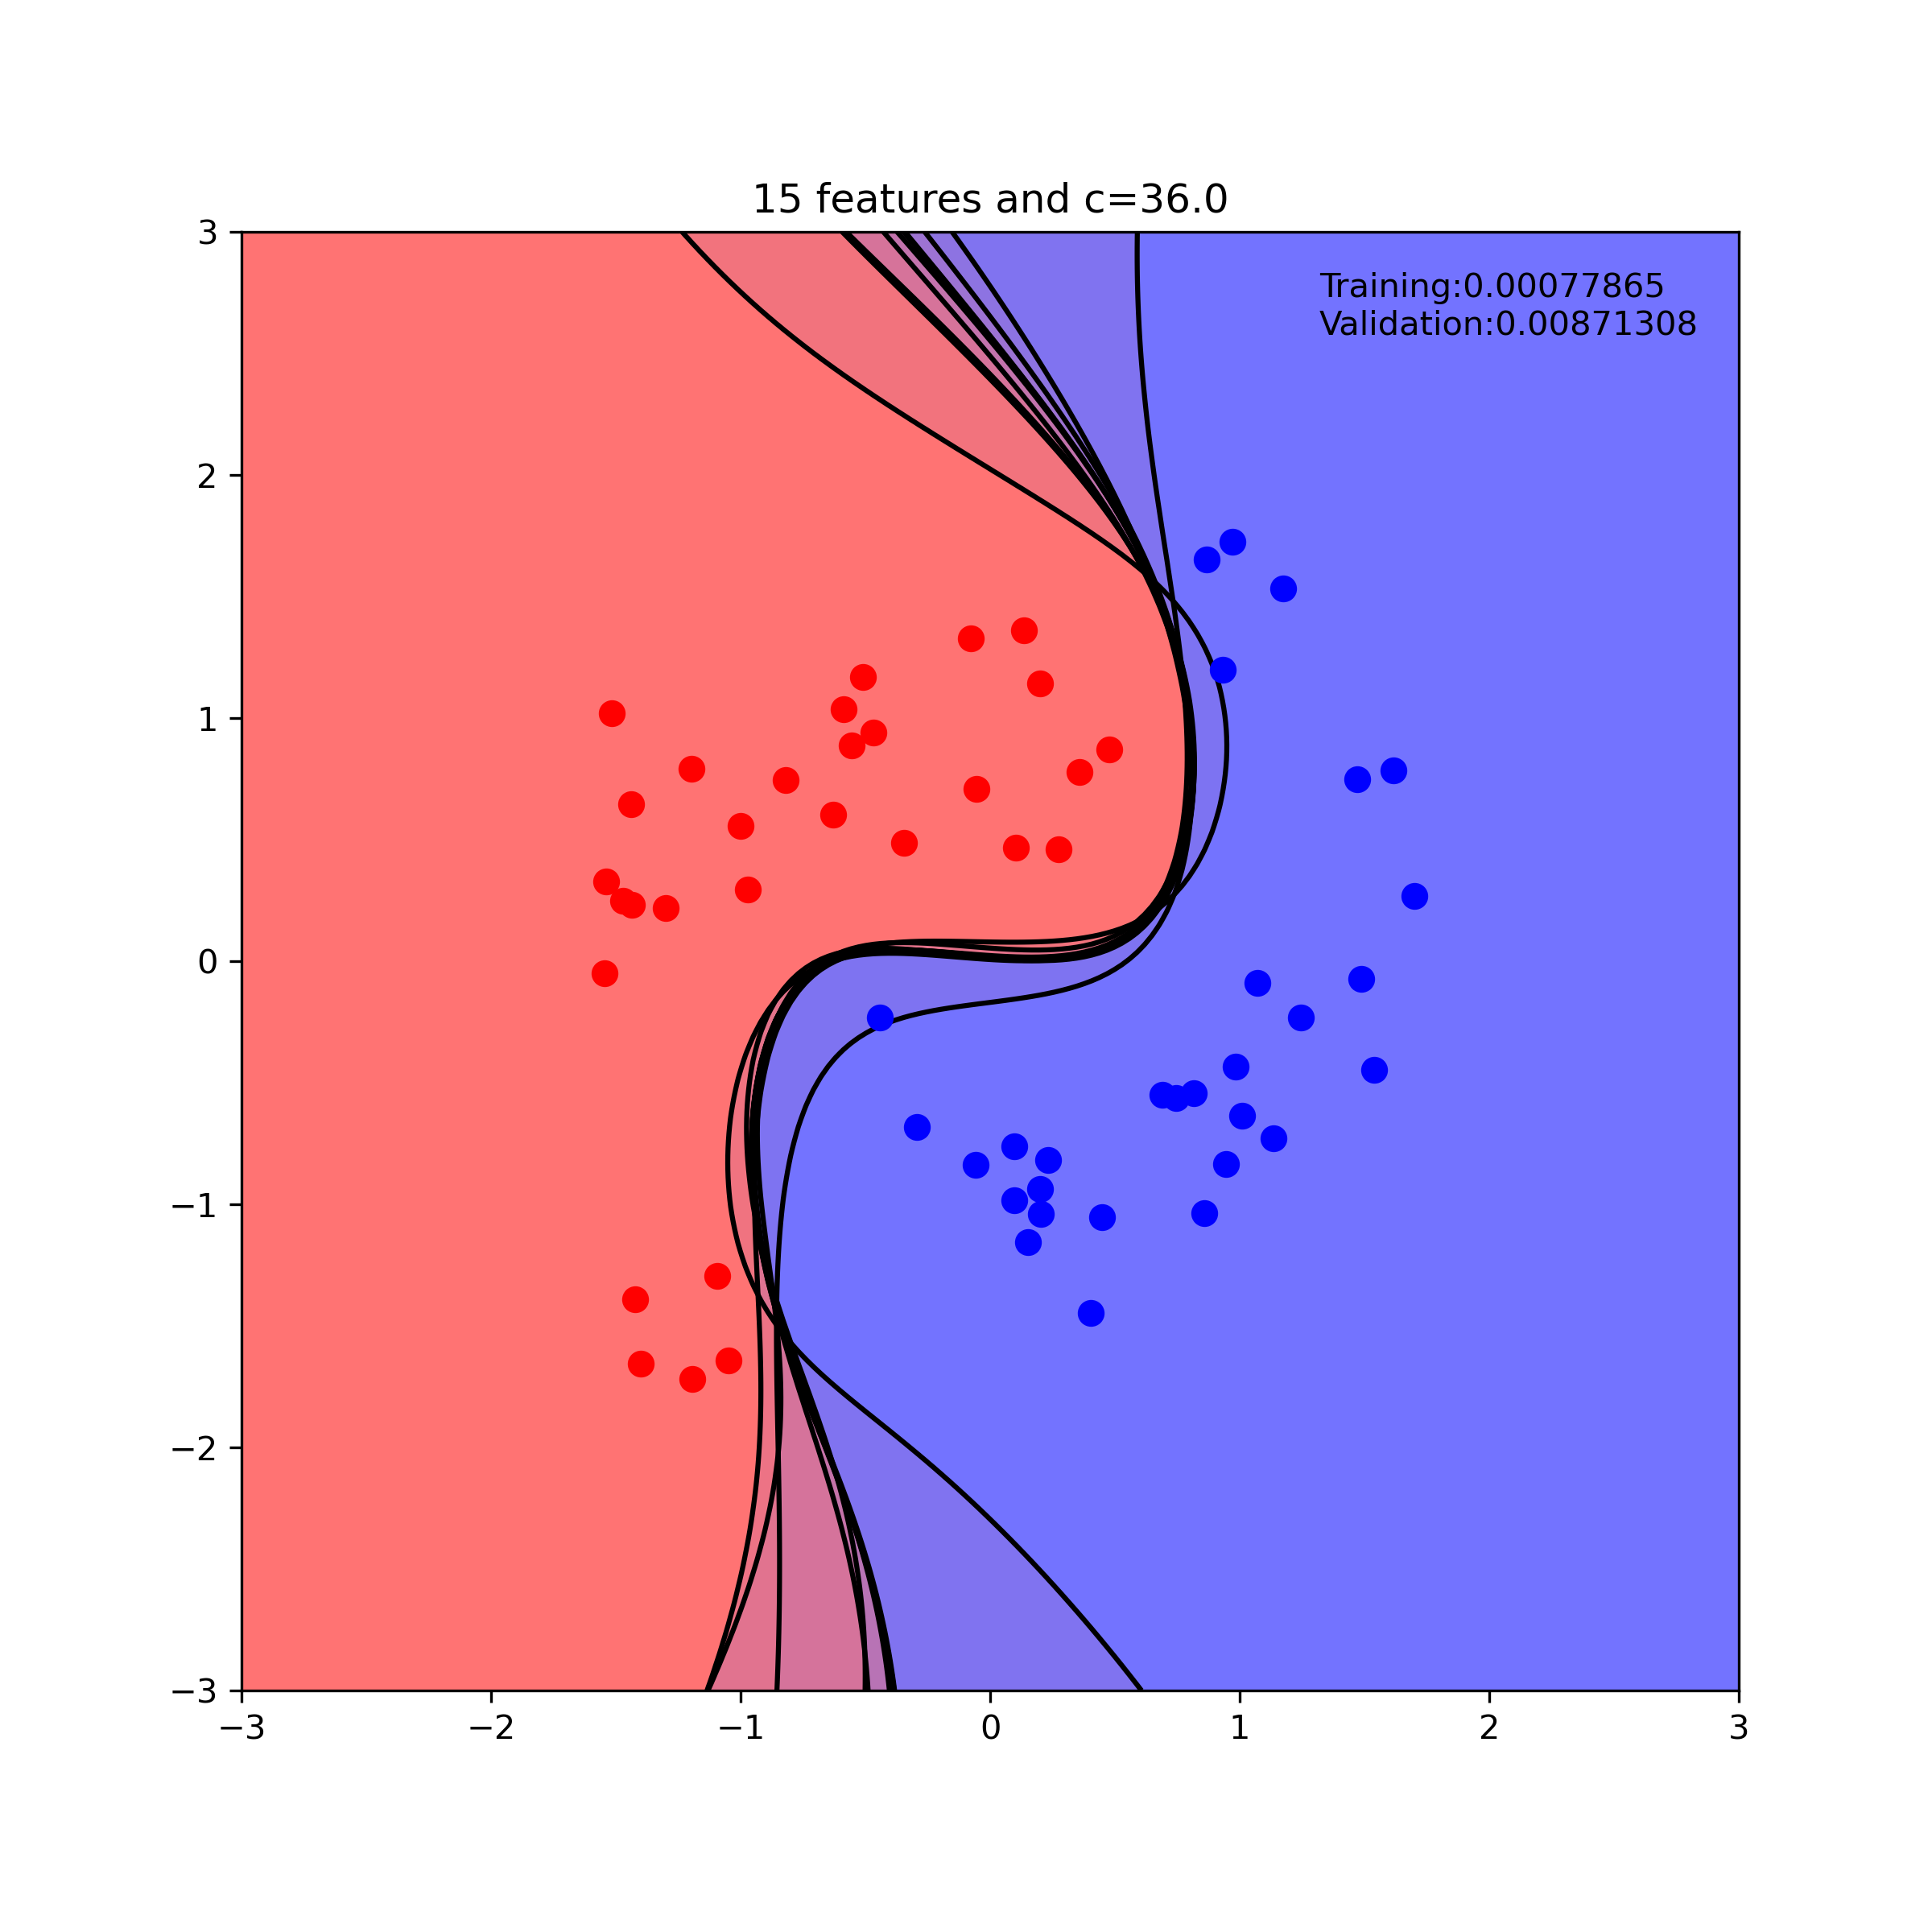 15 features and c=36.0
3
Training:0.00077865
Validation:0.00871308
2
1
0
−1
−2
−3
−3 −2 −1 0 1 2 3